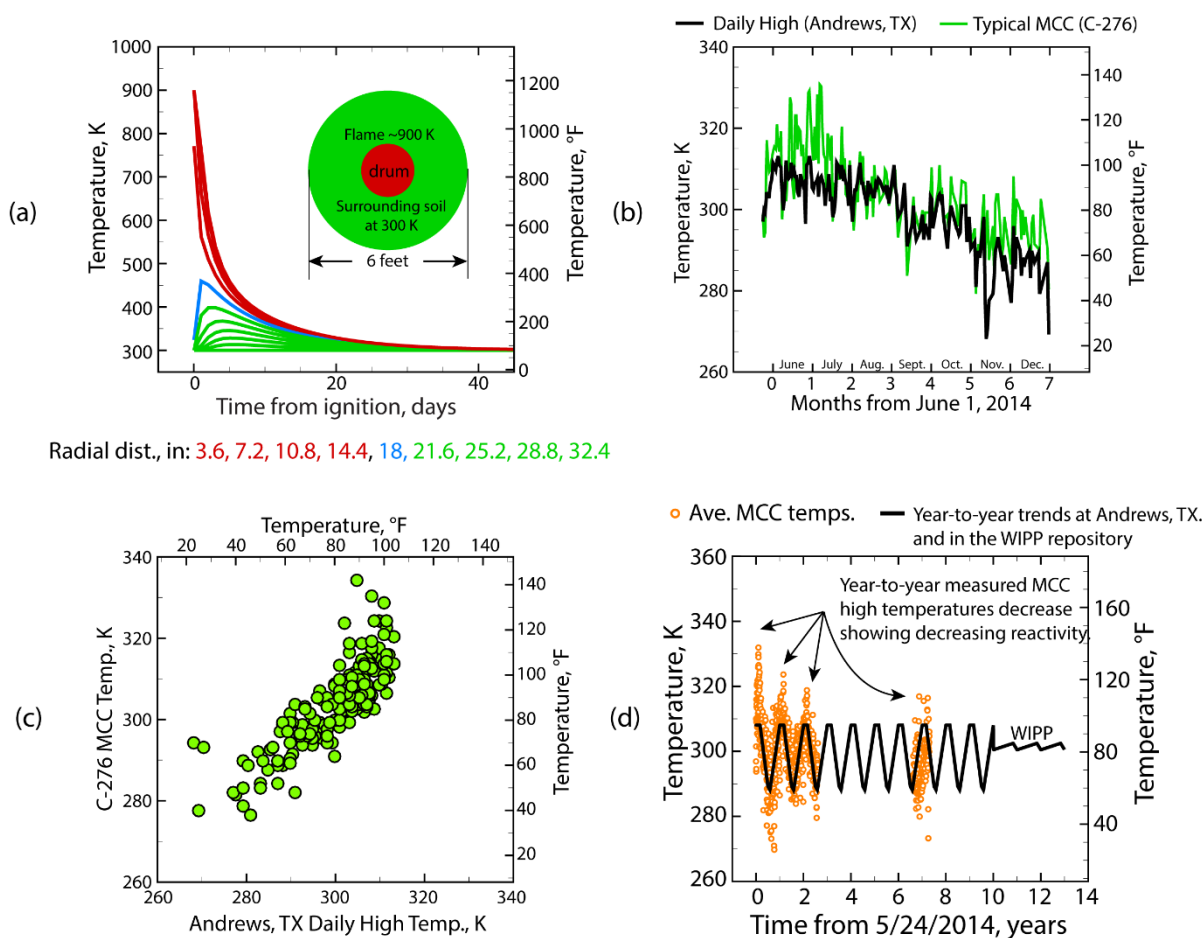 (a)
1000
900
800
700
600
500
400
300
Temperature, K
1200
1000
800
600
400
200
0
Temperature, °F
Flame ~900 K
drum
Surrounding soil
at 300 K
6 feet
0 20 40
Time from ignition, days
Radial dist., in: 3.6, 7.2, 10.8, 14.4, 18, 21.6, 25.2, 28.8, 32.4
(b)
Daily High (Andrews, TX) Typical MCC (C-276)
340
320
300
280
260
Temperature, K
140
120
100
80
60
40
20
Temperature, °F
June July Aug. Sept. Oct. Nov. Dec.
0 1 2 3 4 5 6 7
Months from June 1, 2014
(c)
Temperature, °F
20 40 60 80 100 120 140
340
320
300
280
260
C-276 MCC Temp., K
140
120
100
80
60
40
20
Temperature, °F
260 280 300 320 340
Andrews, TX Daily High Temp., K
(d)
Ave. MCC temps. Year-to-year trends at Andrews, TX.
and in the WIPP repository
360
340
320
300
280
260
Temperature, K
160
120
80
40
0
Temperature, °F
Year-to-year measured MCC
high temperatures decrease
showing decreasing reactivity.
WIPP
0 1 2 3 4 5 6 7 8 9 10 12 14
Time from 5/24/2014, years